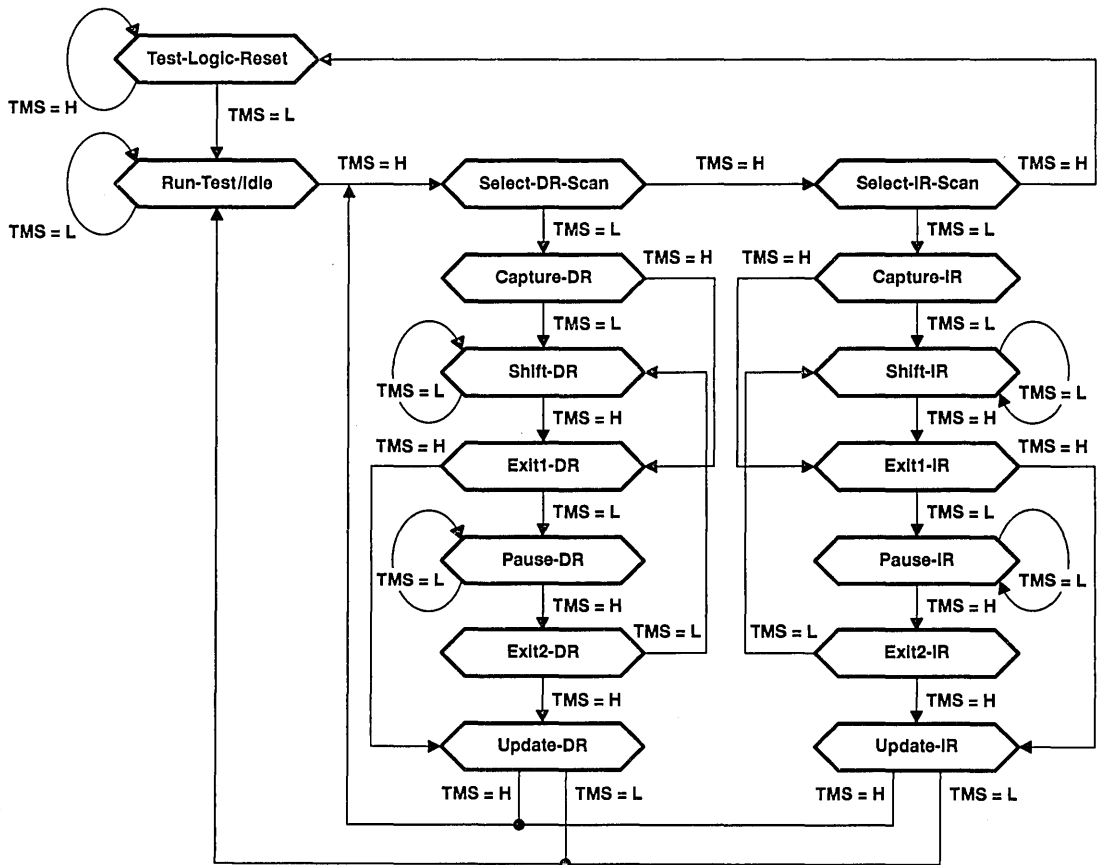 Test-Logic-Reset
TMS = H
TMS = L
Run-Test/Idle
TMS = H
Select-DR-Scan
TMS = H
Select-IR-Scan
TMS = H
TMS = L
TMS = L
TMS = L
Capture-DR
TMS = H
TMS = H
Capture-IR
TMS = L
TMS = L
Shift-DR
Shift-IR
TMS = L
TMS = L
TMS = H
TMS = H
TMS = H
Exit1-DR
Exit1-IR
TMS = H
TMS = L
TMS = L
Pause-DR
Pause-IR
TMS = L
TMS = L
TMS = H
TMS = H
Exit2-DR
TMS = L
TMS = L
Exit2-IR
TMS = H
TMS = H
Update-DR
Update-IR
TMS = H
TMS = L
TMS = H
TMS = L